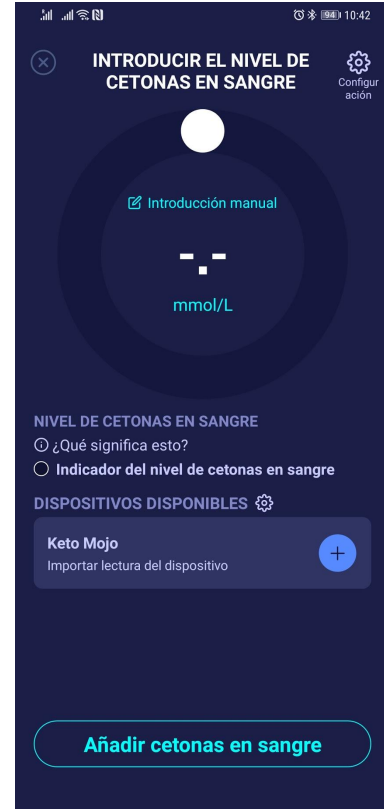 94 10:42
INTRODUCIR EL NIVEL DE
CETONAS EN SANGRE
Configur
ación
Introducción manual
-.-
mmol/L
NIVEL DE CETONAS EN SANGRE
¿Qué significa esto?
Indicador del nivel de cetonas en sangre
DISPOSITIVOS DISPONIBLES
Keto Mojo
Importar lectura del dispositivo
Añadir cetonas en sangre